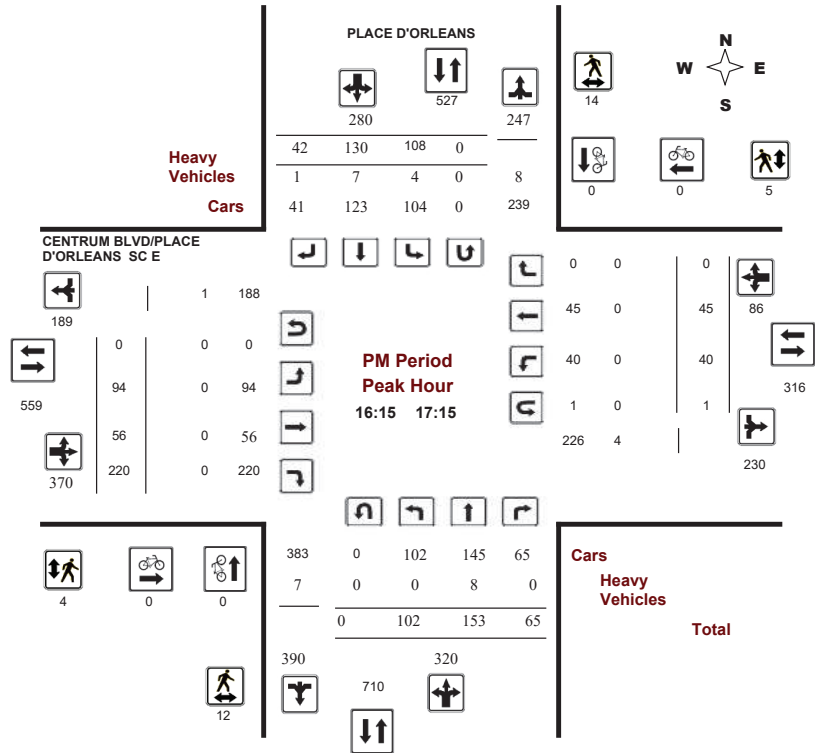 PLACE D'ORLEANS
N
W E
S
527
14
280 247
42 130 108 0
Heavy
Vehicles
1 7 4 0 8
0 0 5
Cars 41 123 104 0 239
CENTRUM BLVD/PLACE
D'ORLEANS SC E
1 188
189
0 0 0
45 0 45 86
0 0 0
94 0 94
559
PM Period
Peak Hour
16:15 17:15
40 0 40
316
1 0 1
56 0 56
226 4
230
220 0 220
370
383 0 102 145 65 Cars
7 0 0 8 0 Heavy
Vehicles
4 0 0
0 102 153 65 Total
390 320
710
12